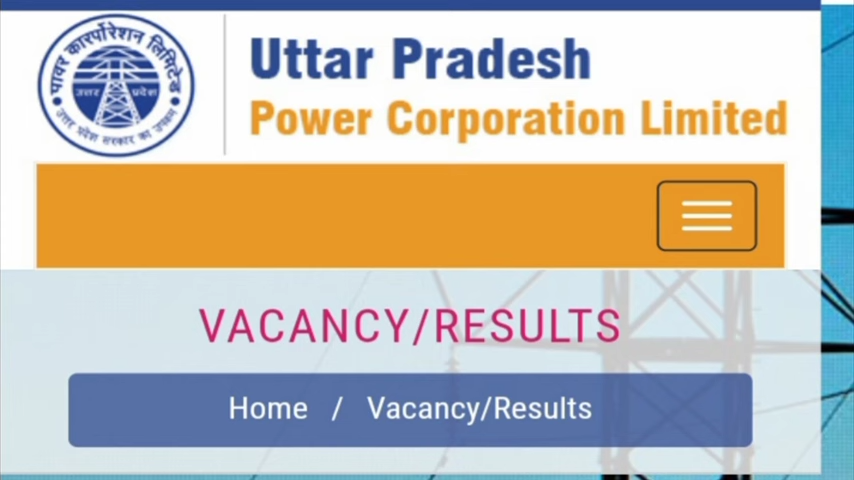 पावर कारपोरेशन लिमिटेड
उत्तर प्रदेश
उत्तर प्रदेश सरकार का उपक्रम
Uttar Pradesh
Power Corporation Limited
VACANCY/RESULTS
Home / Vacancy/Results